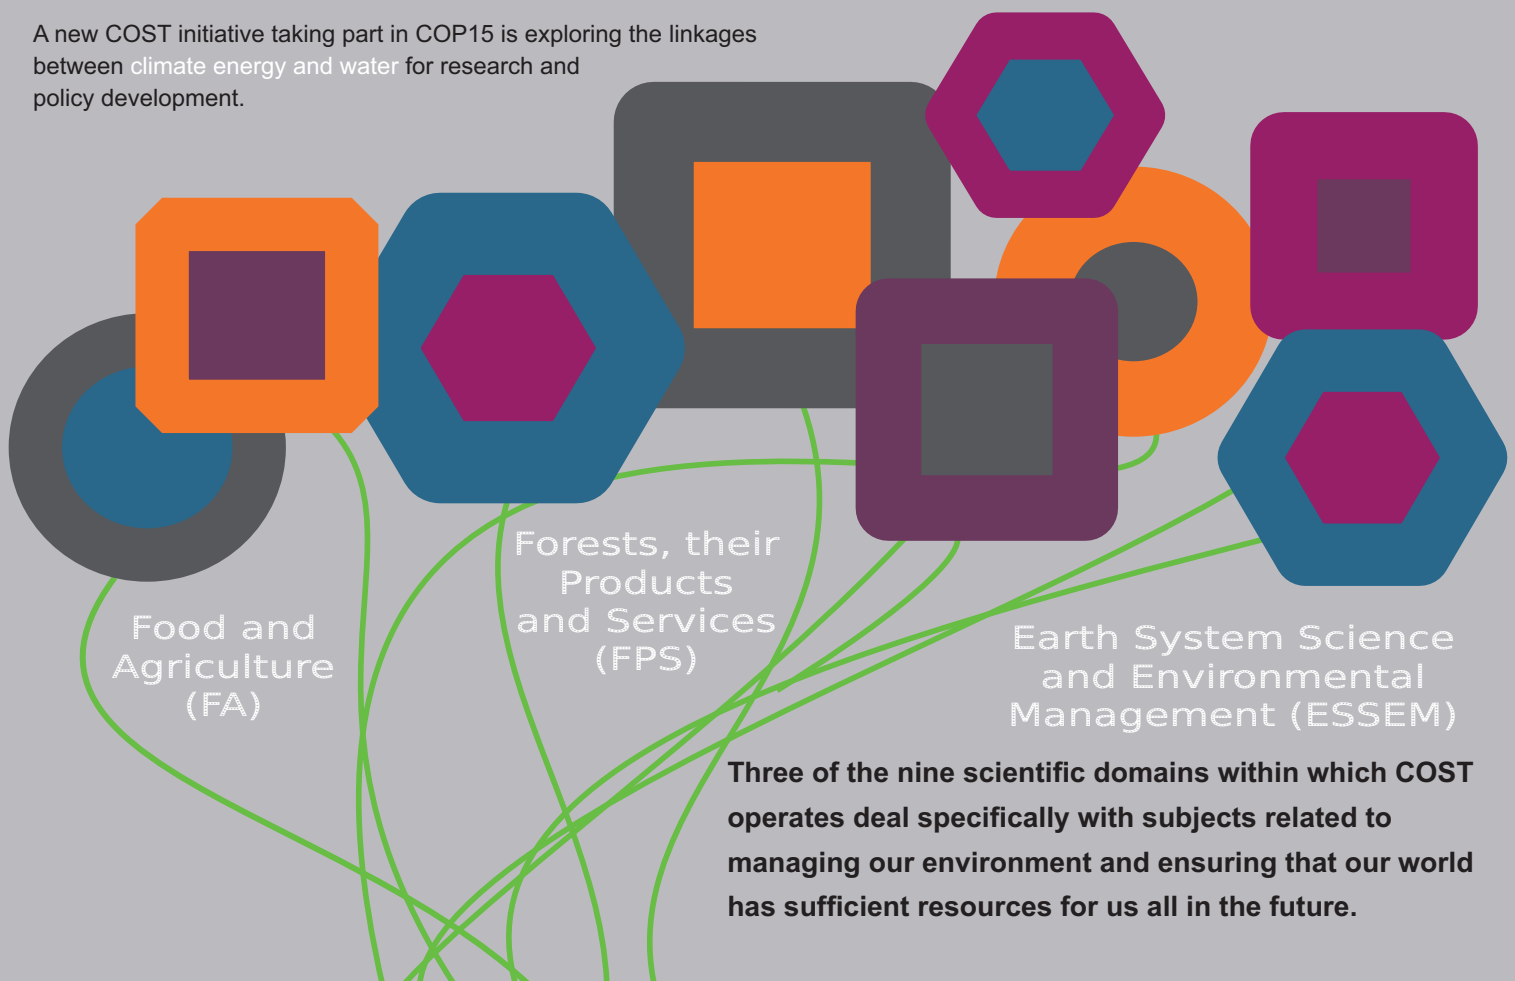 A new COST initiative taking part in COP15 is exploring the linkages
between climate energy and water for research and
policy development.
Food and
Agriculture
(FA)
Forests, their
Products
and Services
(FPS)
Earth System Science
and Environmental
Management (ESSEM)
Three of the nine scientific domains within which COST
operates deal specifically with subjects related to
managing our environment and ensuring that our world
has sufficient resources for us all in the future.